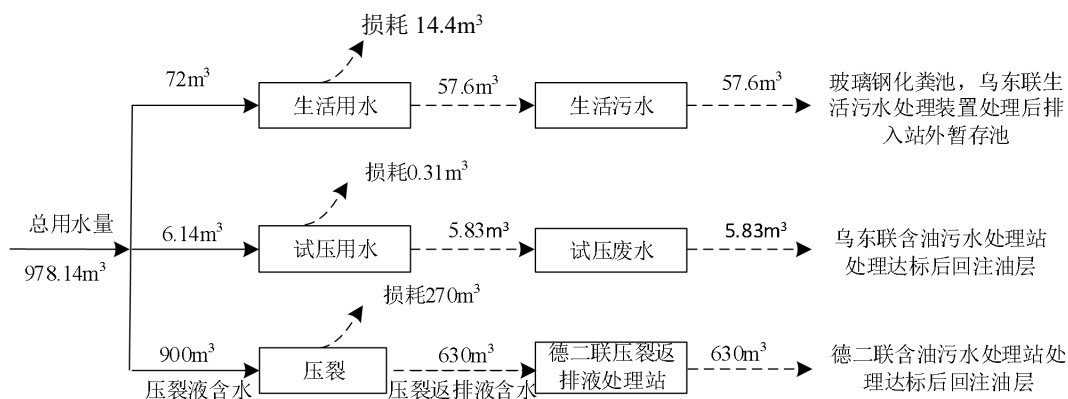 损耗 14.4m³
72m³
生活用水
57.6m³
生活污水
57.6m³
玻璃钢化粪池，乌东联生
活污水处理装置处理后排
入站外暂存池
总用水量
978.14m³
损耗0.31m³
6.14m³
试压用水
5.83m³
试压废水
5.83m³
乌东联含油污水处理站
处理达标后回注油层
损耗270m³
900m³
压裂液含水
压裂
630m³
压裂返排液含水
德二联压裂返
排液处理站
630m³
德二联含油污水处理站处
理达标后回注油层